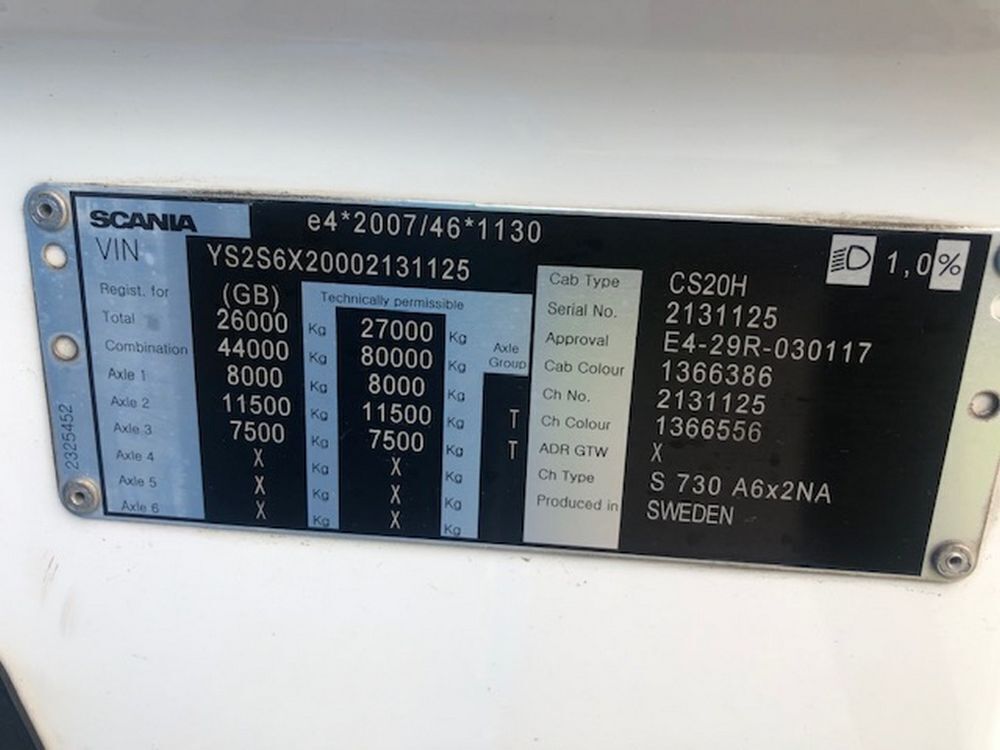 SCANIA e4*2007/46*1130
VIN YS2S6X20002131125 1,0%
Regist. for (GB) Technically permissible Cab Type CS20H
Total 26000 Kg 27000 Kg Axle Group Serial No. 2131125
Combination 44000 Kg 80000 Kg Approval E4-29R-030117
Axle 1 8000 Kg 8000 Kg Cab Colour 1366386
Axle 2 11500 Kg 11500 Kg T Ch No. 2131125
Axle 3 7500 Kg 7500 Kg T Ch Colour 1366556
Axle 4 X Kg X Kg ADR GTW X
Axle 5 X Kg X Kg Ch Type S 730 A6x2NA
Axle 6 X Kg X Kg Produced in SWEDEN
2325452